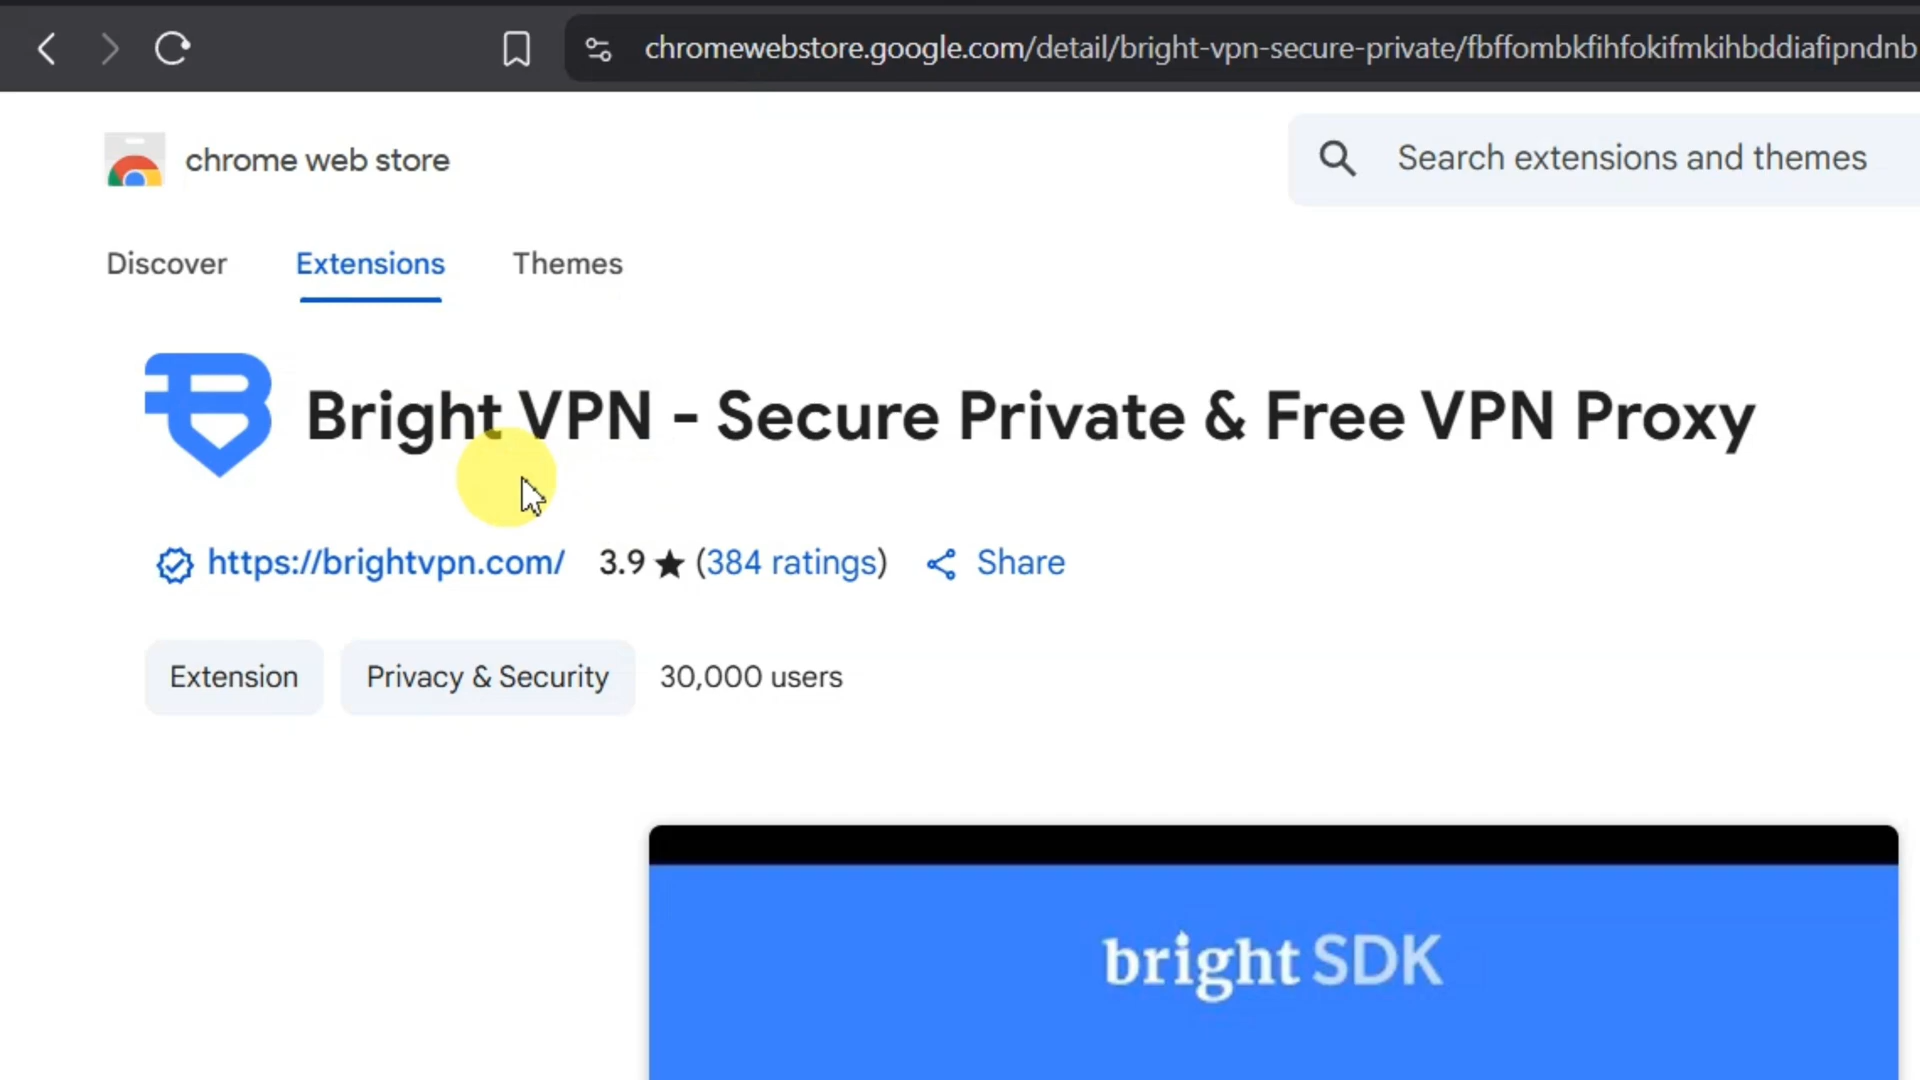 chromewebstore.google.com/detail/bright-vpn-secure-private/fbffombkfihfokifmkihbddiafipndnb
chrome web store
Search extensions and themes
Discover
Extensions
Themes
Bright VPN - Secure Private & Free VPN Proxy
https://brightvpn.com/
3.9 ★ (384 ratings)
Share
Extension
Privacy & Security
30,000 users
bright SDK